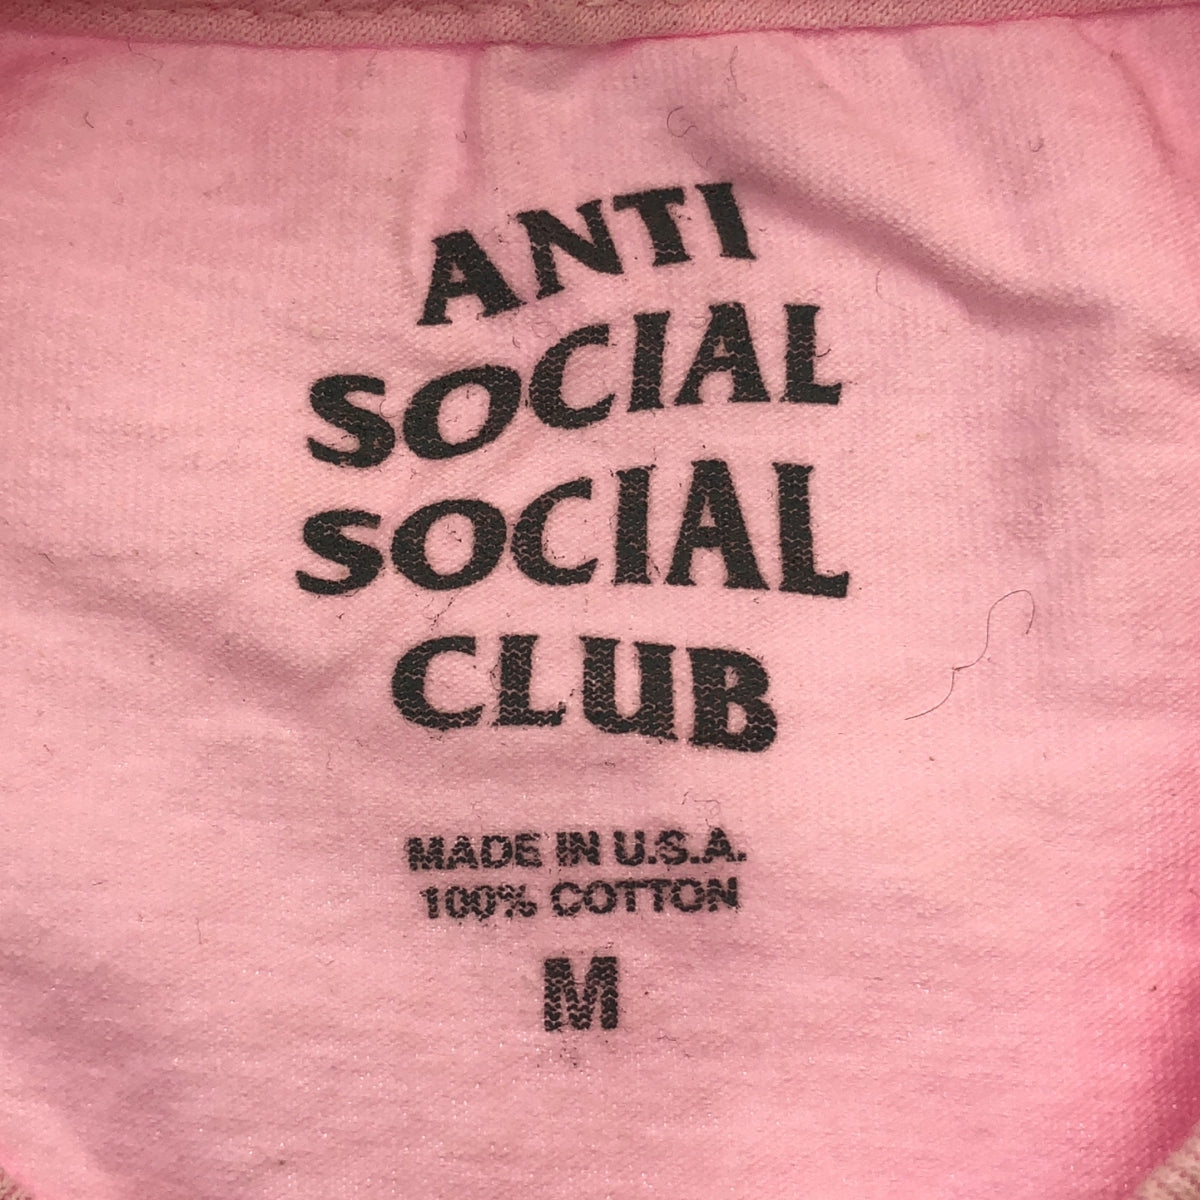 ANTI
SOCIAL
SOCIAL
CLUB
MADE IN U.S.A.
100% COTTON
M